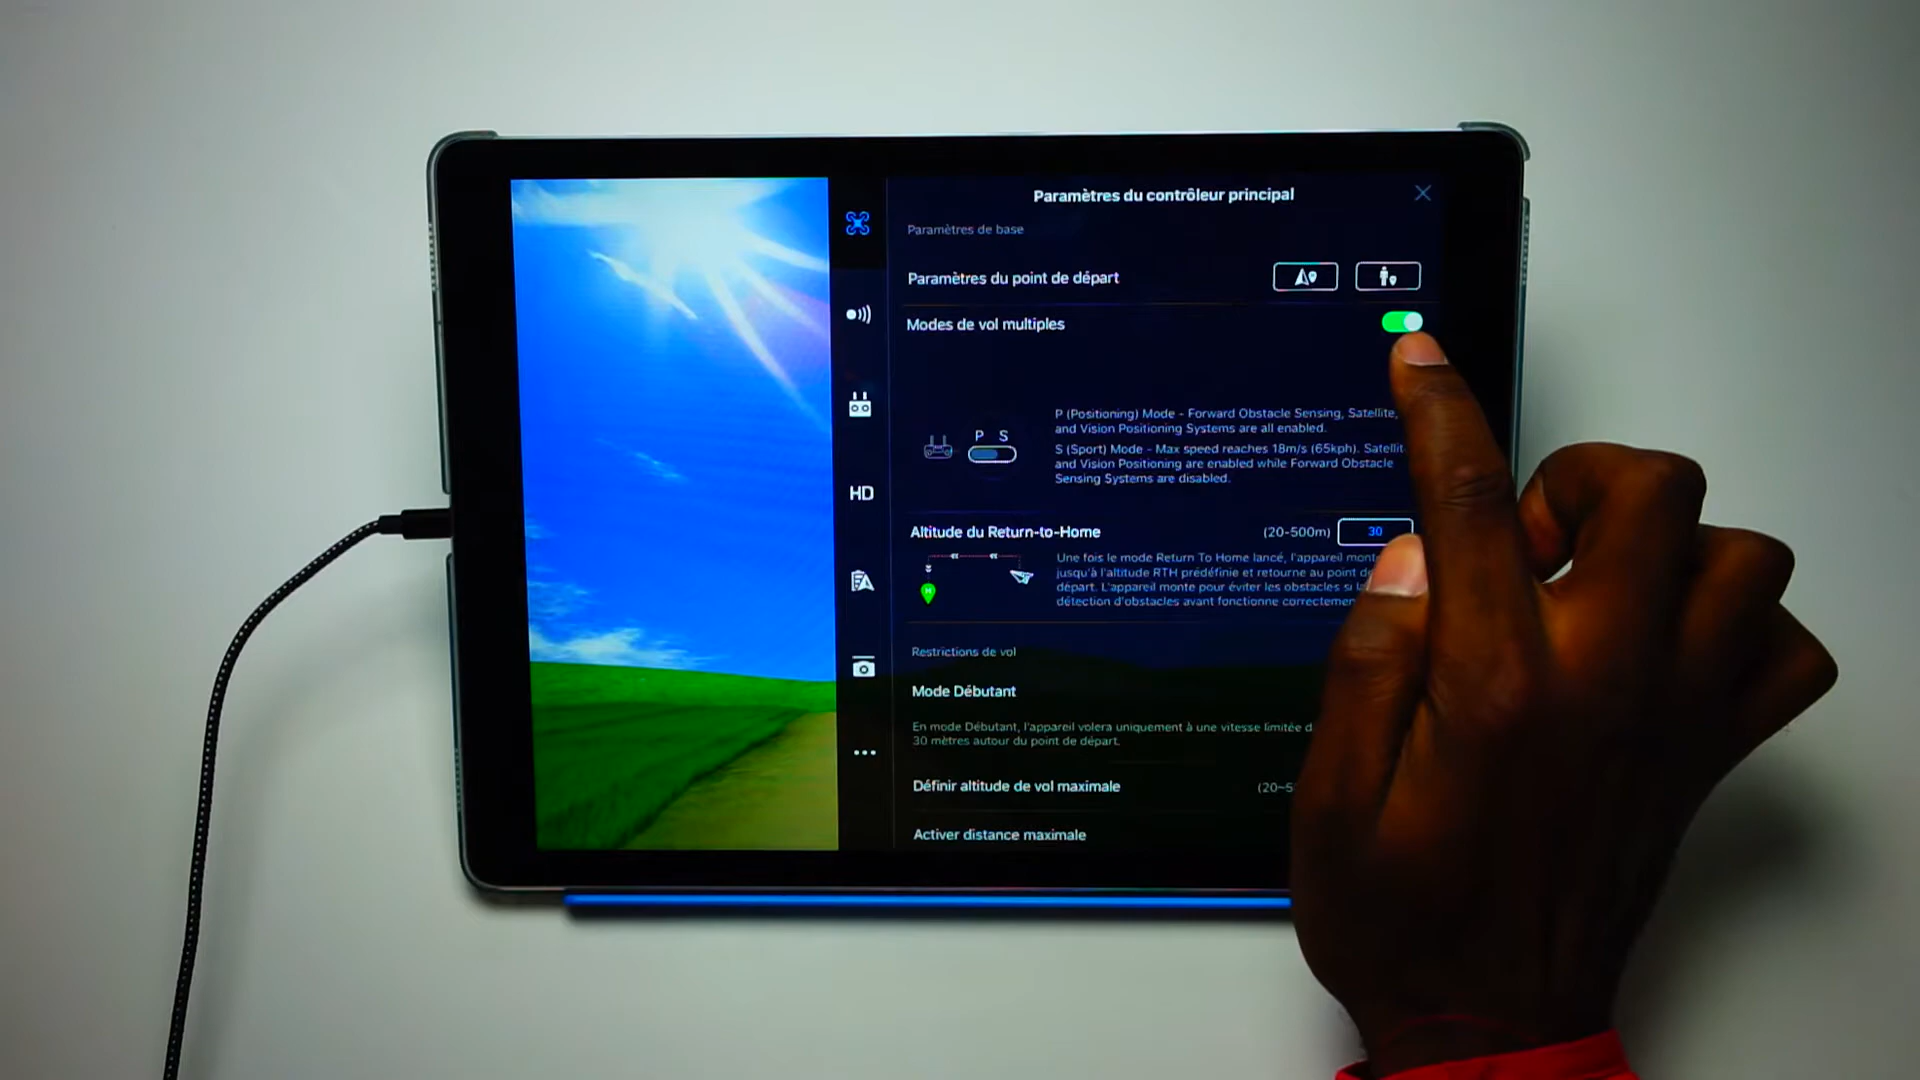 Paramètres du contrôleur principal
Paramètres de base
Paramètres du point de départ
Modes de vol multiples
P (Positioning) Mode - Forward Obstacle Sensing, Satellite,
and Vision Positioning Systems are all enabled.
P S
S (Sport) Mode - Max speed reaches 18m/s (65kph).
and Vision Positioning are enabled while Forward Obstacle
Sensing Systems are disabled.
HD
Altitude du Return-to-Home (20-500m) 30
Une fois le mode Return To Home lancé, l'appareil
jusqu'à l'altitude RTH prédéfinie et retourne au point
départ. L'appareil monte pour éviter les obstacles
détection d'obstacles avant fonctionne
H
Restrictions de vol
Mode Débutant
En mode Débutant, l'appareil volera uniquement à une vitesse limitée
30 mètres autour du point de départ.
Définir altitude de vol maximale
Activer distance maximale